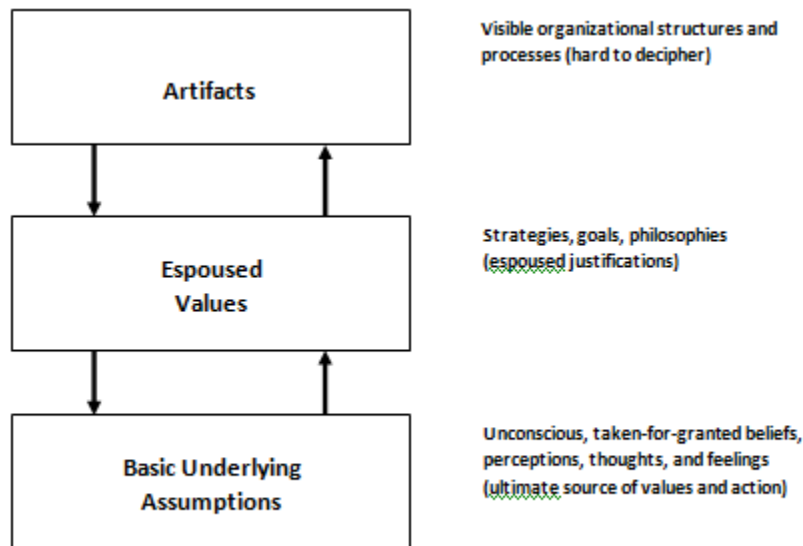 Artifacts
Visible organizational structures and
processes (hard to decipher)
Espoused
Values
Strategies, goals, philosophies
(espoused justifications)
Basic Underlying
Assumptions
Unconscious, taken-for-granted beliefs,
perceptions, thoughts, and feelings
(ultimate source of values and action)